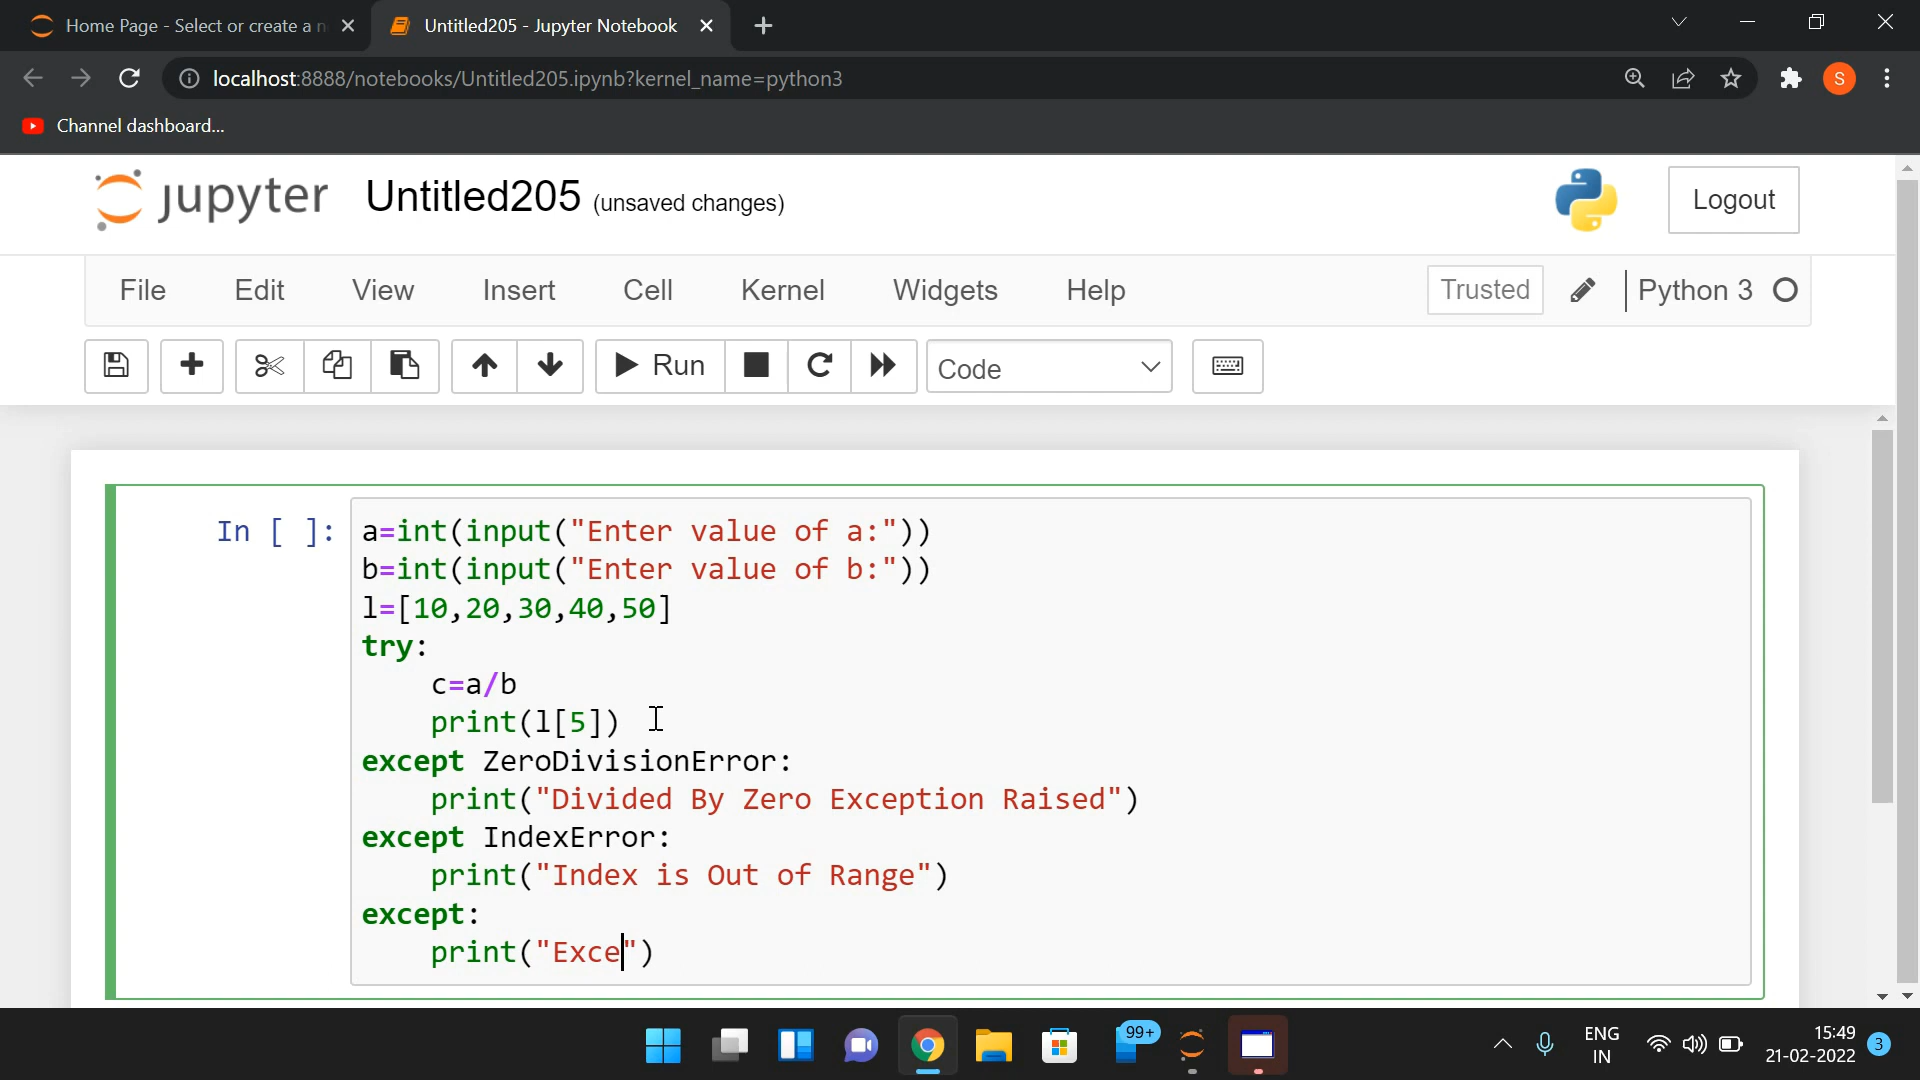 Home Page - Select or create a n
Untitled205 - Jupyter Notebook
localhost:8888/notebooks/Untitled205.ipynb?kernel_name=python3
S
Channel dashboard...
jupyter Untitled205 (unsaved changes)
Logout
File Edit View Insert Cell Kernel Widgets Help Trusted Python 3
Run Code
In [ ]: a=int(input("Enter value of a:"))
b=int(input("Enter value of b:"))
l=[10,20,30,40,50]
try:
    c=a/b
    print(l[5])
except ZeroDivisionError:
    print("Divided By Zero Exception Raised")
except IndexError:
    print("Index is Out of Range")
except:
    print("Exce")
99+
ENG
IN
15:49
21-02-2022
3